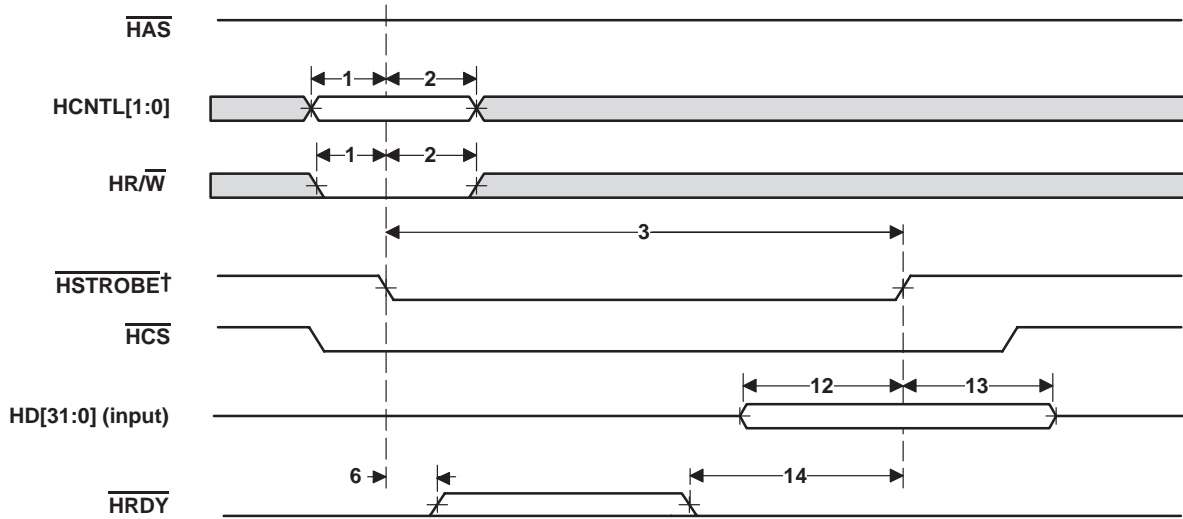 HAS
1 2
HCNTL[1:0]
1 2
HR/W
3
HSTROBE†
HCS
12 13
HD[31:0] (input)
6 14
HRDY